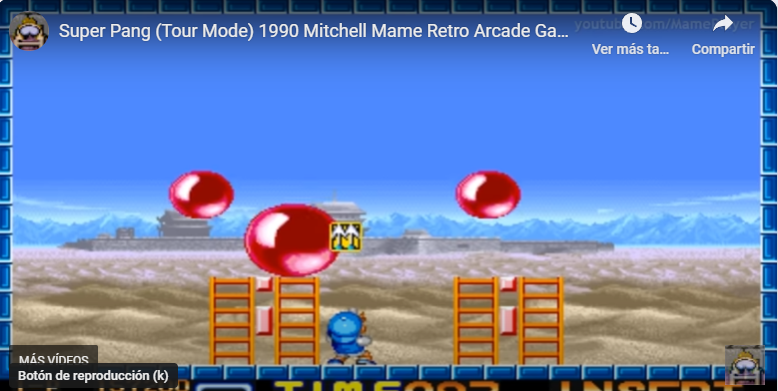 Super Pang (Tour Mode) 1990 Mitchell Mame Retro Arcade Ga...
Ver más ta...
Compartir
MÁS VÍDEOS
Botón de reproducción (k)
TIME